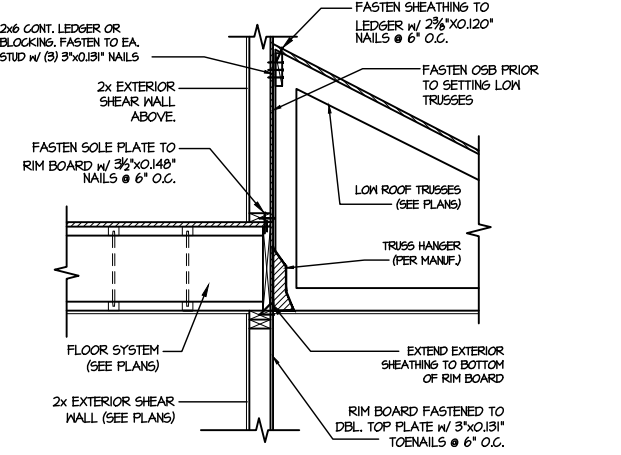 FASTEN SHEATHING TO
LEDGER w/ 2⅜"X0.120"
NAILS @ 6" O.C.
2x6 CONT. LEDGER OR
BLOCKING. FASTEN TO EA.
STUD w/ (3) 3"x0.131" NAILS
FASTEN OSB PRIOR
TO SETTING LOW
TRUSSES
2x EXTERIOR
SHEAR WALL
ABOVE.
FASTEN SOLE PLATE TO
RIM BOARD w/ 3½"x0.148"
NAILS @ 6" O.C.
LOW ROOF TRUSSES
(SEE PLANS)
TRUSS HANGER
(PER MANUF.)
FLOOR SYSTEM
(SEE PLANS)
EXTEND EXTERIOR
SHEATHING TO BOTTOM
OF RIM BOARD
2x EXTERIOR SHEAR
WALL (SEE PLANS)
RIM BOARD FASTENED TO
DBL. TOP PLATE w/ 3"x0.131"
TOENAILS @ 6" O.C.